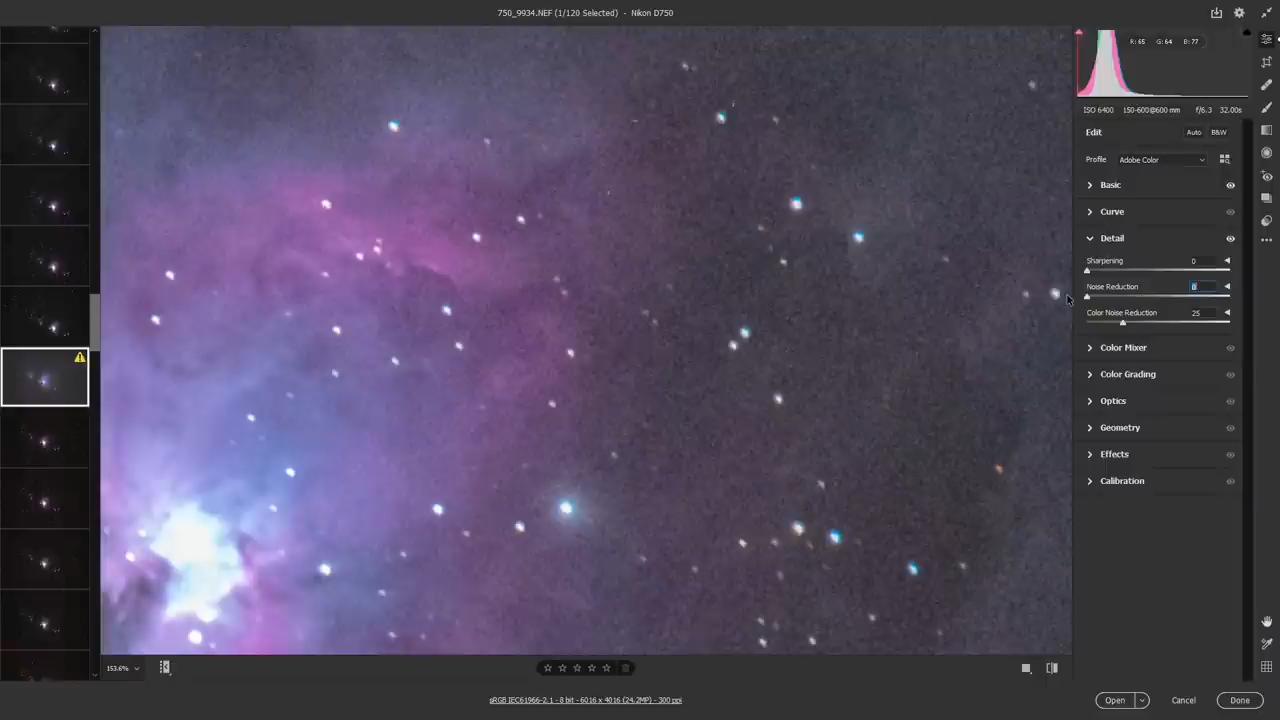 750_9934.NEF (1/120 Selected) - Nikon D750
R: 65 G: 64 B: 77
ISO 6400 150-600@600 mm f/6.3 32.00s
Edit Auto B&W
Profile Adobe Color
Basic
Curve
Detail
Sharpening 0
Noise Reduction 0
Color Noise Reduction 25
Color Mixer
Color Grading
Optics
Geometry
Effects
Calibration
153.6%
sRGB IEC61966-2.1 - 8 bit - 6016 x 4016 (24.2MP) - 300 ppi
Open Cancel Done